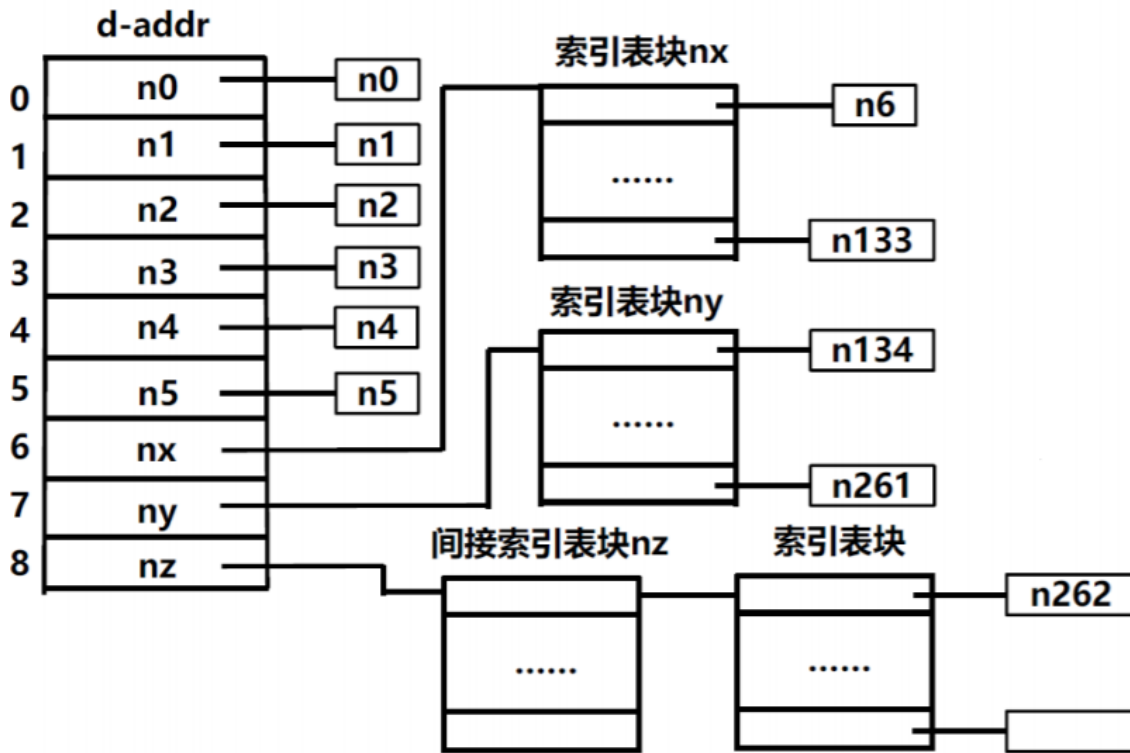 d-addr
0 n0 n0
1 n1 n1
2 n2 n2
3 n3 n3
4 n4 n4
5 n5 n5
6 nx
7 ny
8 nz
索引表块nx
n6
......
n133
索引表块ny
n134
......
n261
间接索引表块nz
......
索引表块
n262
......